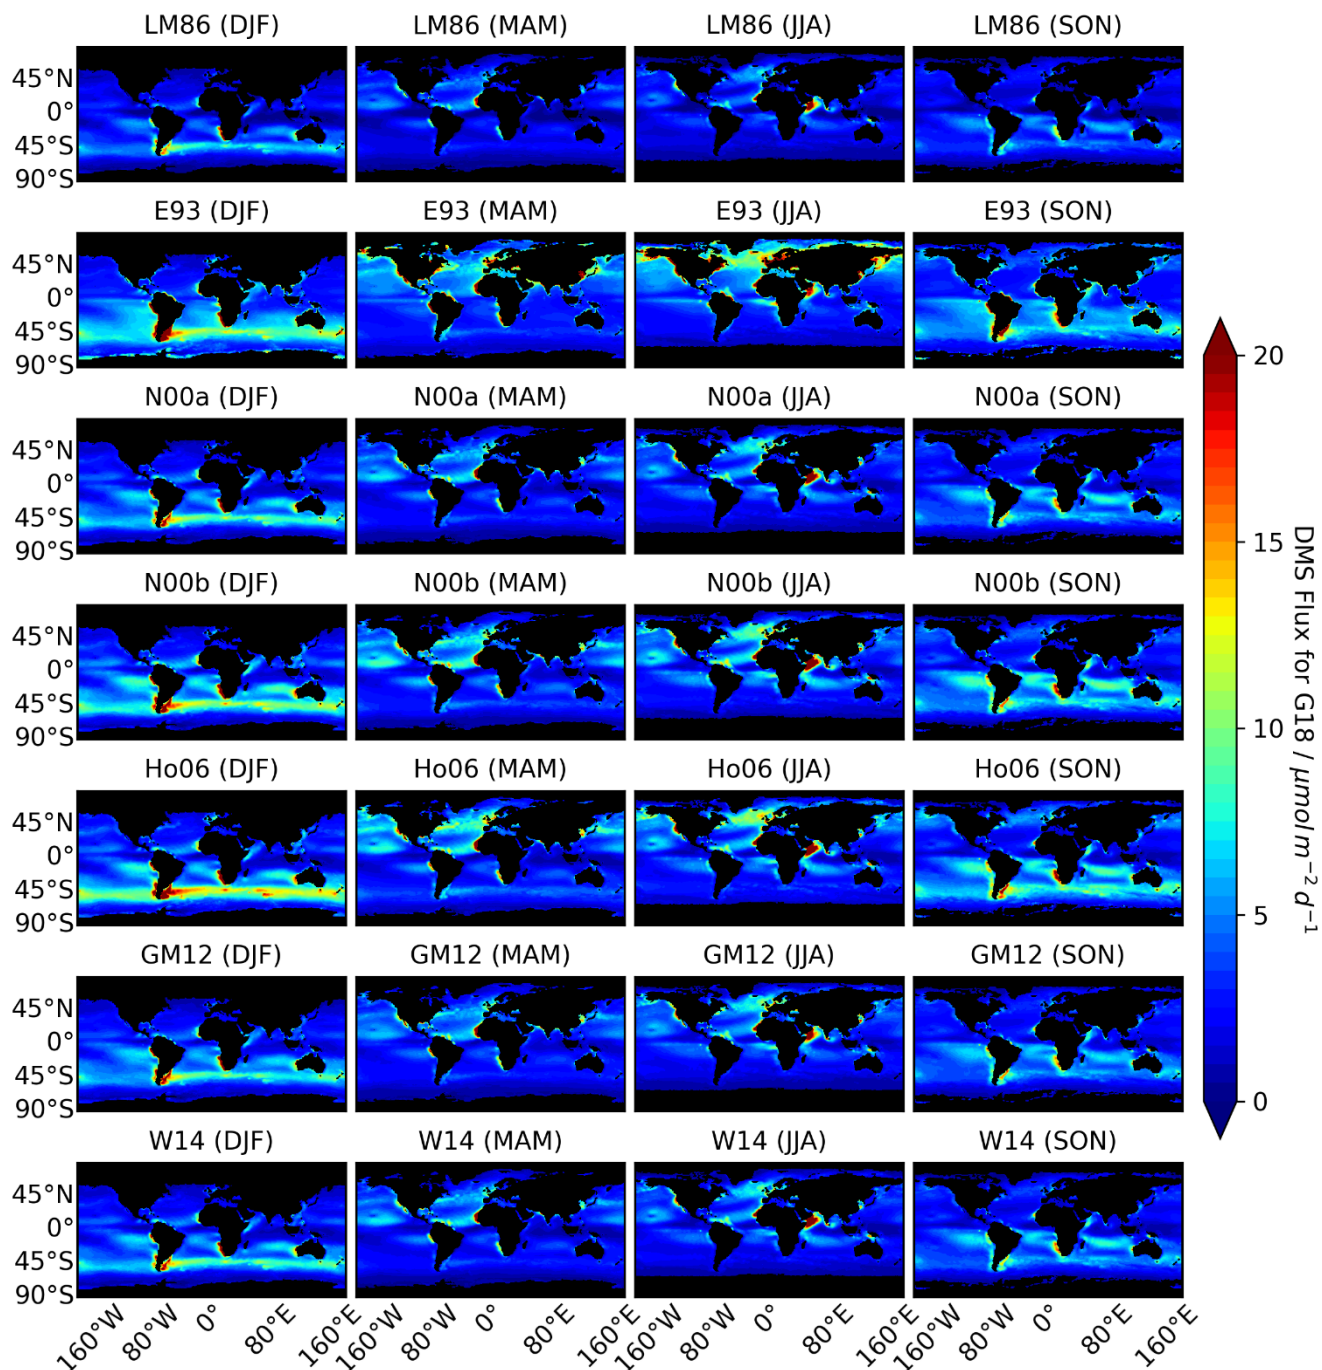 LM86 (DJF) LM86 (MAM) LM86 (JJA) LM86 (SON)
45°N
0°
45°S
90°S
E93 (DJF) E93 (MAM) E93 (JJA) E93 (SON)
45°N
0°
45°S
90°S
N00a (DJF) N00a (MAM) N00a (JJA) N00a (SON)
45°N
0°
45°S
90°S
N00b (DJF) N00b (MAM) N00b (JJA) N00b (SON)
45°N
0°
45°S
90°S
Ho06 (DJF) Ho06 (MAM) Ho06 (JJA) Ho06 (SON)
45°N
0°
45°S
90°S
GM12 (DJF) GM12 (MAM) GM12 (JJA) GM12 (SON)
45°N
0°
45°S
90°S
W14 (DJF) W14 (MAM) W14 (JJA) W14 (SON)
45°N
0°
45°S
90°S
160°W 80°W 0° 80°E 160°E 160°W 80°W 0° 80°E 160°E 160°W 80°W 0° 80°E 160°E 160°W 80°W 0° 80°E 160°E
20
15
10
5
0
DMS Flux for G18 / μmol m⁻² d⁻¹